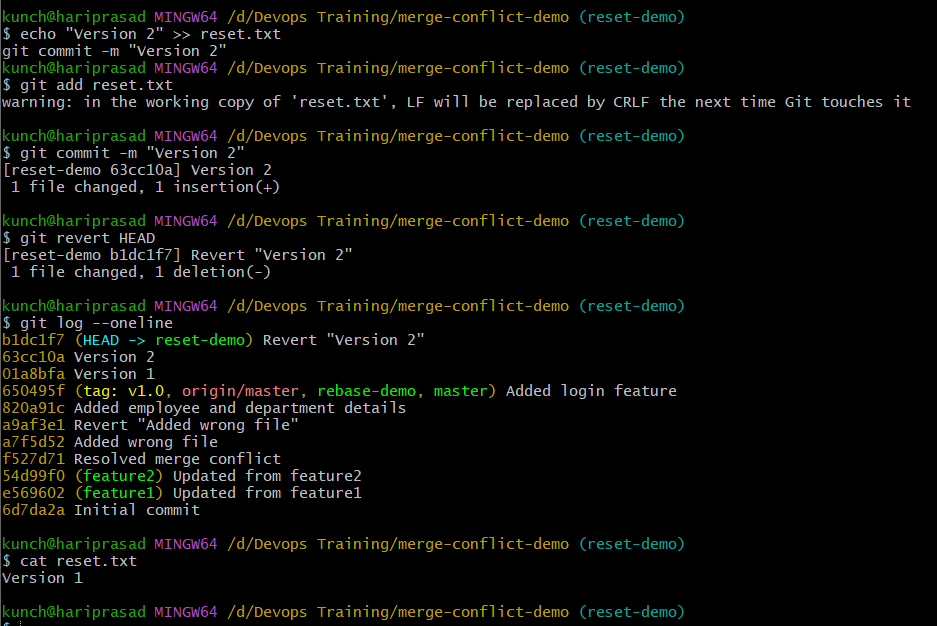 kunch@hariprasad MINGW64 /d/Devops Training/merge-conflict-demo (reset-demo)
$ echo "Version 2" >> reset.txt
git commit -m "Version 2"
kunch@hariprasad MINGW64 /d/Devops Training/merge-conflict-demo (reset-demo)
$ git add reset.txt
warning: in the working copy of 'reset.txt', LF will be replaced by CRLF the next time Git touches it
kunch@hariprasad MINGW64 /d/Devops Training/merge-conflict-demo (reset-demo)
$ git commit -m "Version 2"
[reset-demo 63cc10a] Version 2
 1 file changed, 1 insertion(+)
kunch@hariprasad MINGW64 /d/Devops Training/merge-conflict-demo (reset-demo)
$ git revert HEAD
[reset-demo b1dc1f7] Revert "Version 2"
 1 file changed, 1 deletion(-)
kunch@hariprasad MINGW64 /d/Devops Training/merge-conflict-demo (reset-demo)
$ git log --oneline
b1dc1f7 (HEAD -> reset-demo) Revert "Version 2"
63cc10a Version 2
01a8bfa Version 1
650495f (tag: v1.0, origin/master, rebase-demo, master) Added login feature
820a91c Added employee and department details
a9af3e1 Revert "Added wrong file"
a7f5d52 Added wrong file
f527d71 Resolved merge conflict
54d99f0 (feature2) Updated from feature2
e569602 (feature1) Updated from feature1
6d7da2a Initial commit
kunch@hariprasad MINGW64 /d/Devops Training/merge-conflict-demo (reset-demo)
$ cat reset.txt
Version 1
kunch@hariprasad MINGW64 /d/Devops Training/merge-conflict-demo (reset-demo)
$